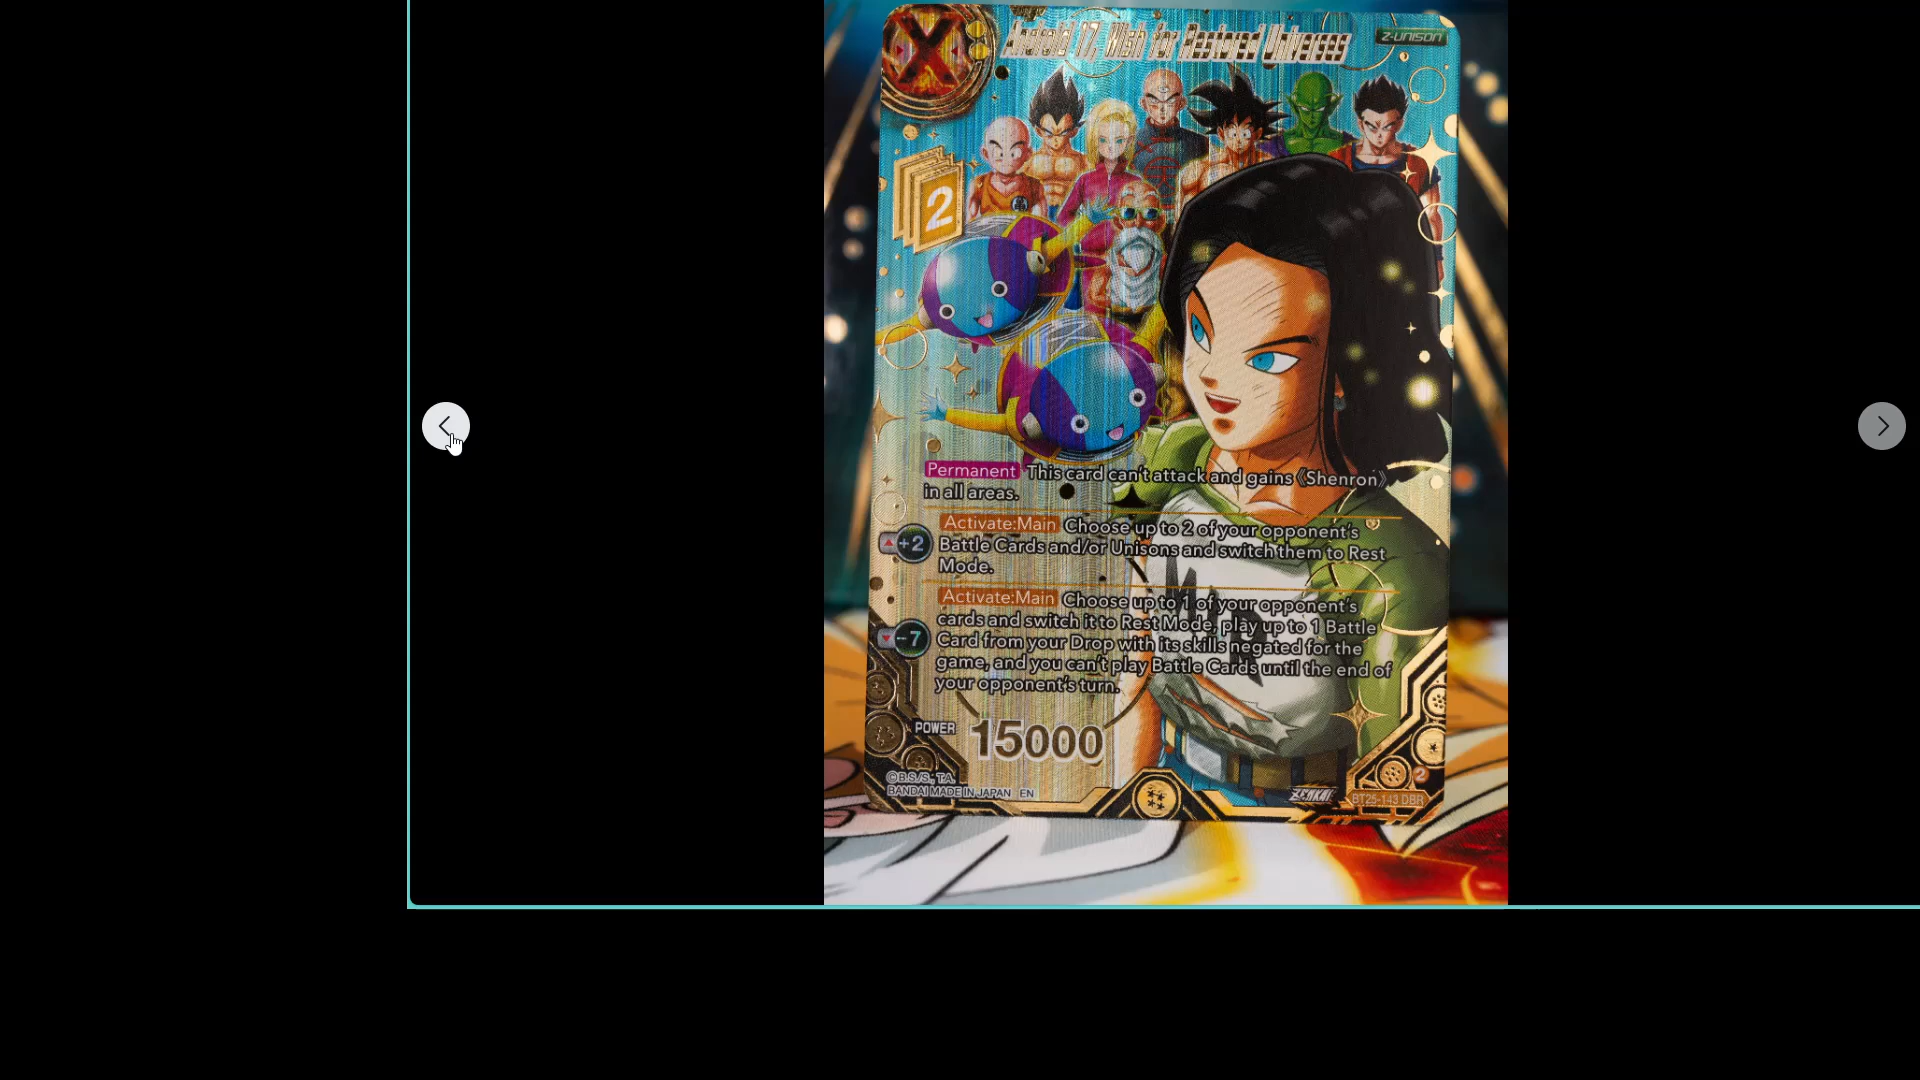 X
Android 17, Wish for Restored Universes
Z-UNISON
2
Permanent This card can't attack and gains《Shenron》
in all areas.
Activate:Main Choose up to 2 of your opponent's
+2 Battle Cards and/or Unisons and switch them to Rest
Mode.
Activate:Main Choose up to 1 of your opponent's
cards and switch it to Rest Mode, play up to 1 Battle
-7 Card from your Drop with its skills negated for the
game, and you can't play Battle Cards until the end of
your opponent's turn.
POWER 15000
©B.S./S., T.A.
BANDAI MADE IN JAPAN EN
ZENKAI
2
BT25-143 DBR